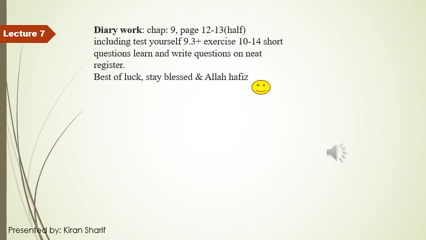 Lecture 7
Diary work: chap: 9, page 12-13(half)
including test yourself 9.3+ exercise 10-14 short
questions learn and write questions on neat
register.
Best of luck, stay blessed & Allah hafiz
Presented by: Kiran Sharif